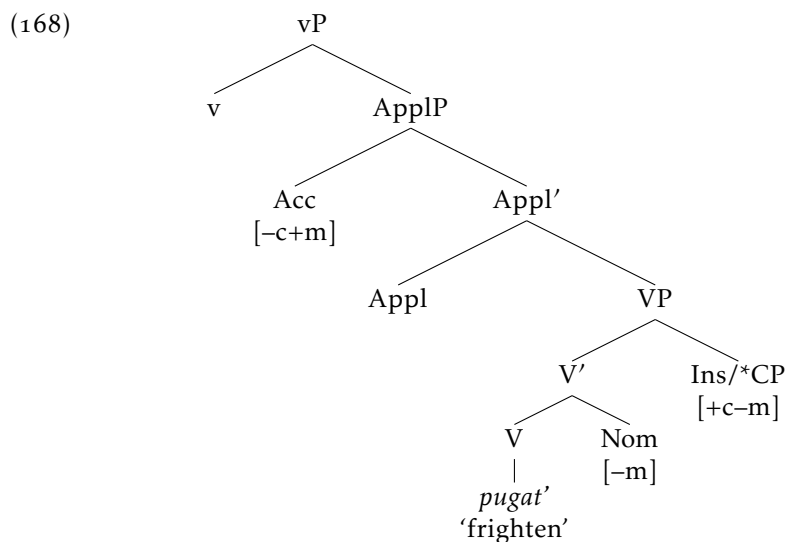 (168) vP
v ApplP
Acc Appl’
[–c+m]
Appl VP
V’ Ins/*CP
[+c–m]
V Nom
[–m]
pugat’
‘frighten’